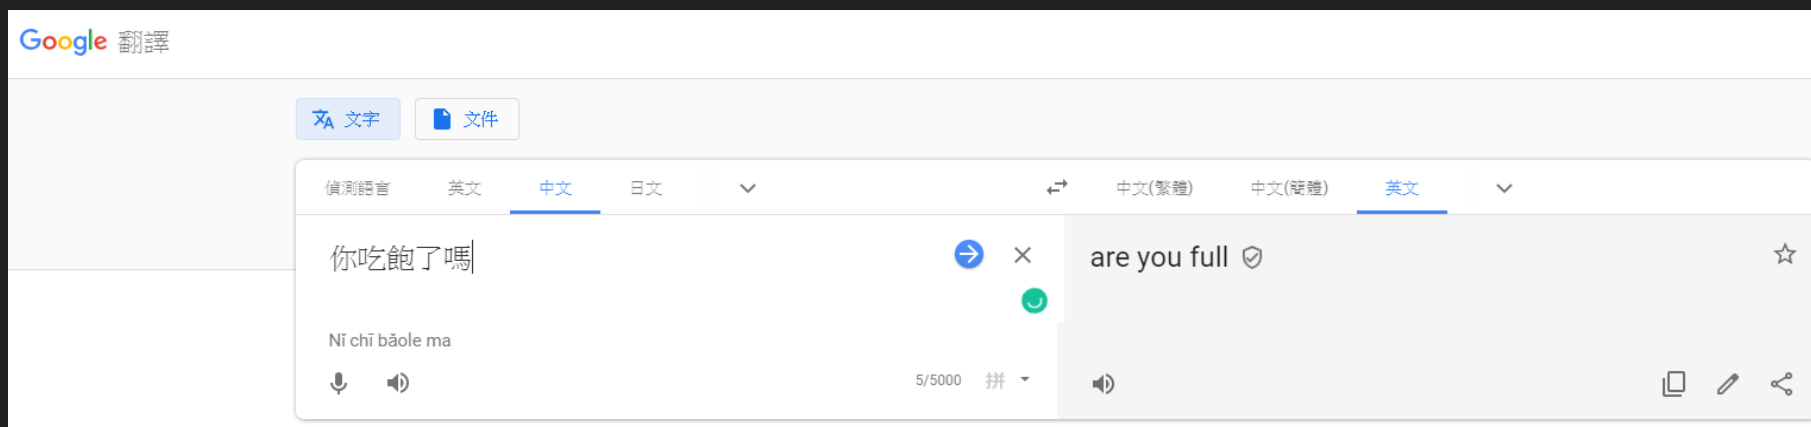 Google 翻譯
文字 文件
偵測語言 英文 中文 日文 中文(繁體) 中文(簡體) 英文
你吃飽了嗎 are you full
Nǐ chī bǎole ma
5/5000 拼